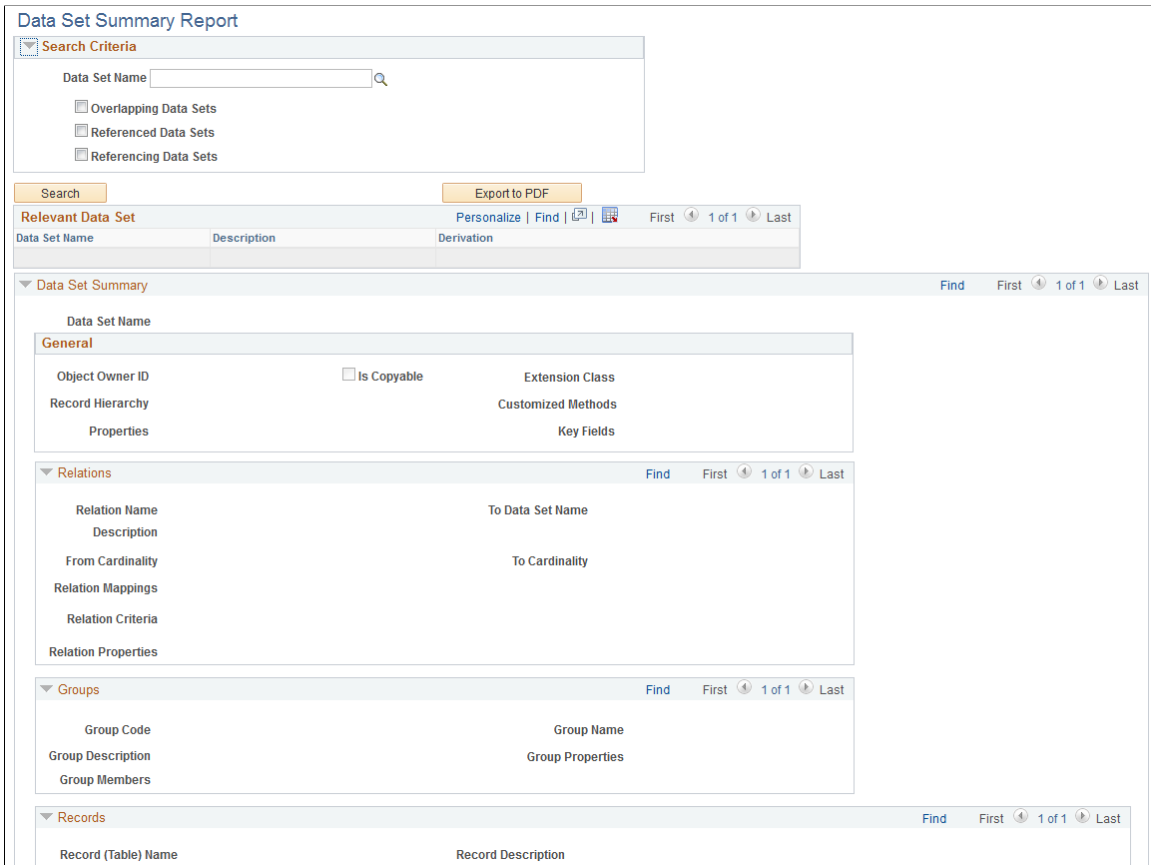 Data Set Summary Report
Search Criteria
Data Set Name
Overlapping Data Sets
Referenced Data Sets
Referencing Data Sets
Search Export to PDF
Relevant Data Set Personalize | Find | | First 1 of 1 Last
Data Set Name Description Derivation
Data Set Summary Find First 1 of 1 Last
Data Set Name
General
Object Owner ID Is Copyable Extension Class
Record Hierarchy Customized Methods
Properties Key Fields
Relations Find First 1 of 1 Last
Relation Name To Data Set Name
Description
From Cardinality To Cardinality
Relation Mappings
Relation Criteria
Relation Properties
Groups Find First 1 of 1 Last
Group Code Group Name
Group Description Group Properties
Group Members
Records Find First 1 of 1 Last
Record (Table) Name Record Description